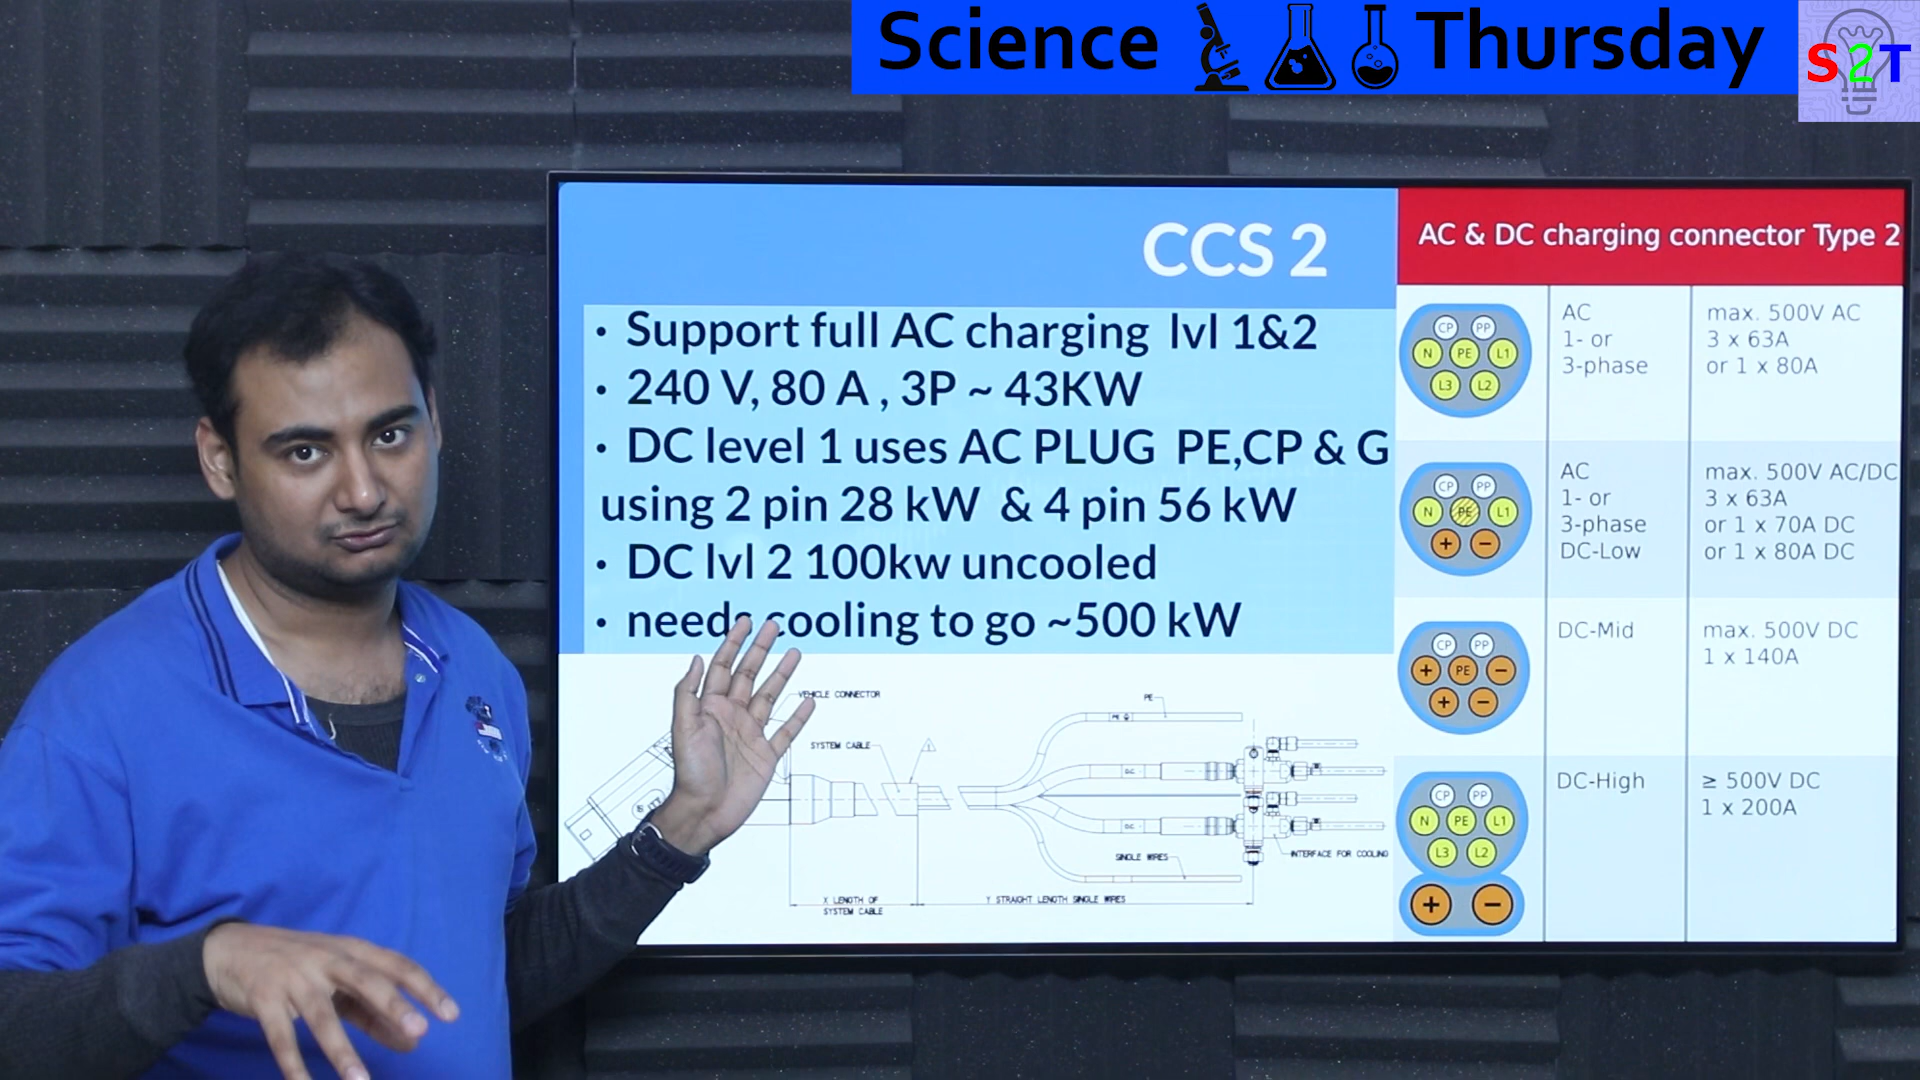 Science Thursday
S2T
CCS 2
• Support full AC charging lvl 1&2
• 240 V, 80 A , 3P ~ 43KW
• DC level 1 uses AC PLUG PE,CP & G
using 2 pin 28 kW & 4 pin 56 kW
• DC lvl 2 100kw uncooled
• needs cooling to go ~500 kW
VEHICLE CONNECTOR
SYSTEM CABLE
PE
PE
DC
DC
SINGLE WIRES
INTERFACE FOR COOLING
X LENGTH OF
SYSTEM CABLE
Y STRAIGHT LENGTH SINGLE WIRES
AC & DC charging connector Type 2
CP PP
N PE L1
L3 L2
AC
1- or
3-phase
max. 500V AC
3 x 63A
or 1 x 80A
CP PP
N PE L1
+ −
AC
1- or
3-phase
DC-Low
max. 500V AC/DC
3 x 63A
or 1 x 70A DC
or 1 x 80A DC
CP PP
+ PE −
+ −
DC-Mid
max. 500V DC
1 x 140A
CP PP
N PE L1
L3 L2
+ −
DC-High
≥ 500V DC
1 x 200A